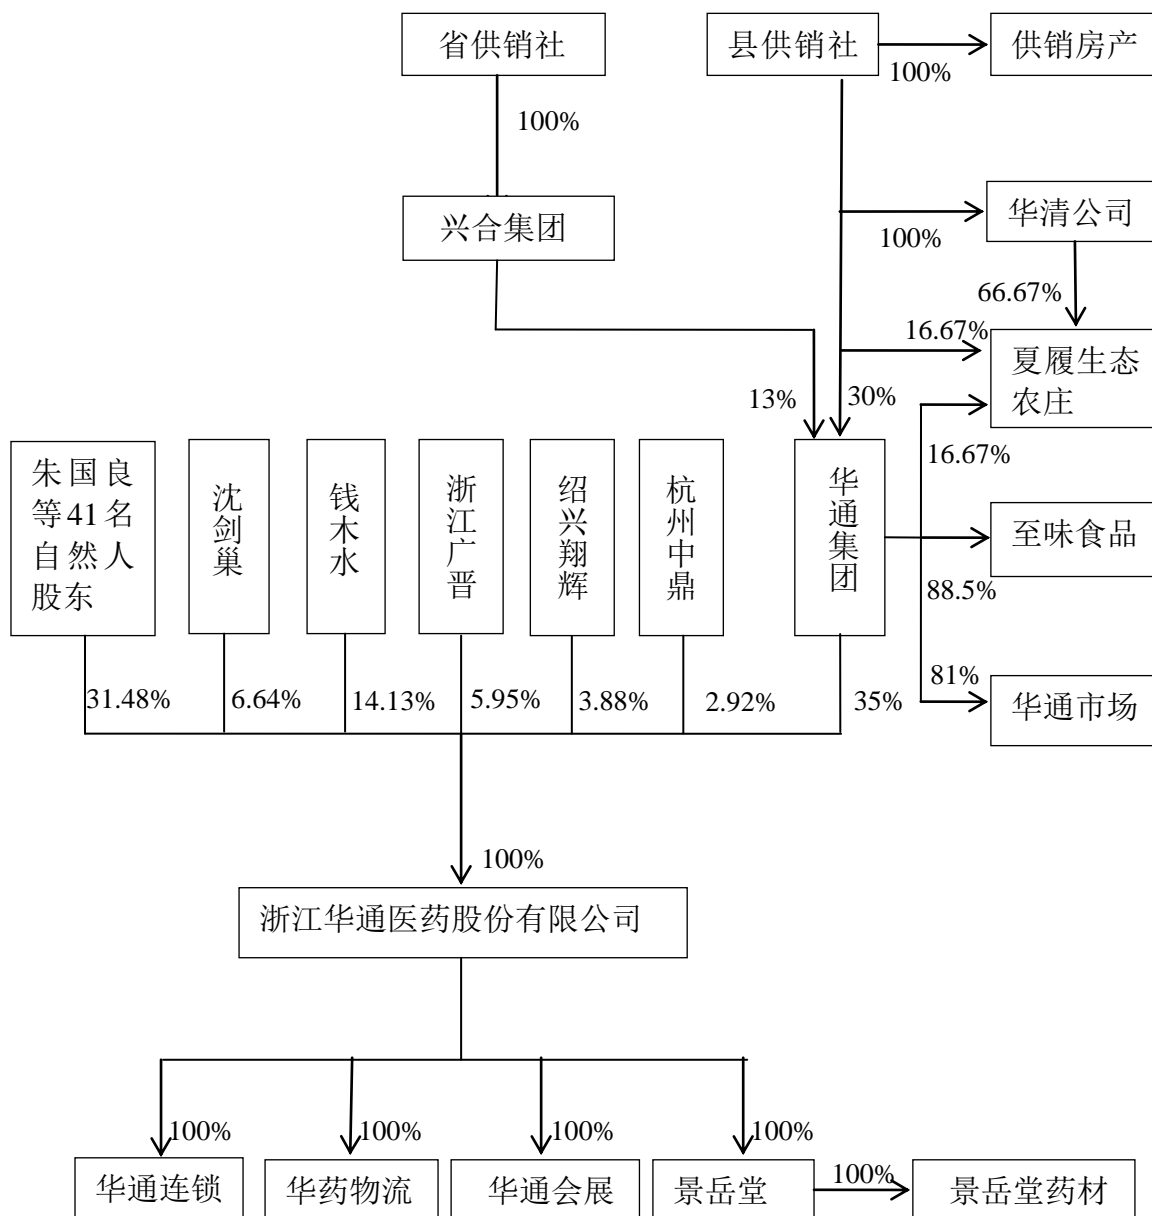 省供销社
县供销社
供销房产
100%
100%
兴合集团
华清公司
100%
66.67%
16.67%
夏履生态
农庄
13%
30%
16.67%
朱国良
等41名
自然人
股东
沈剑巢
钱木水
浙江广晋
绍兴翔辉
杭州中鼎
华通集团
至味食品
88.5%
81%
华通市场
31.48%
6.64%
14.13%
5.95%
3.88%
2.92%
35%
100%
浙江华通医药股份有限公司
100%
100%
100%
100%
华通连锁
华药物流
华通会展
景岳堂
100%
景岳堂药材